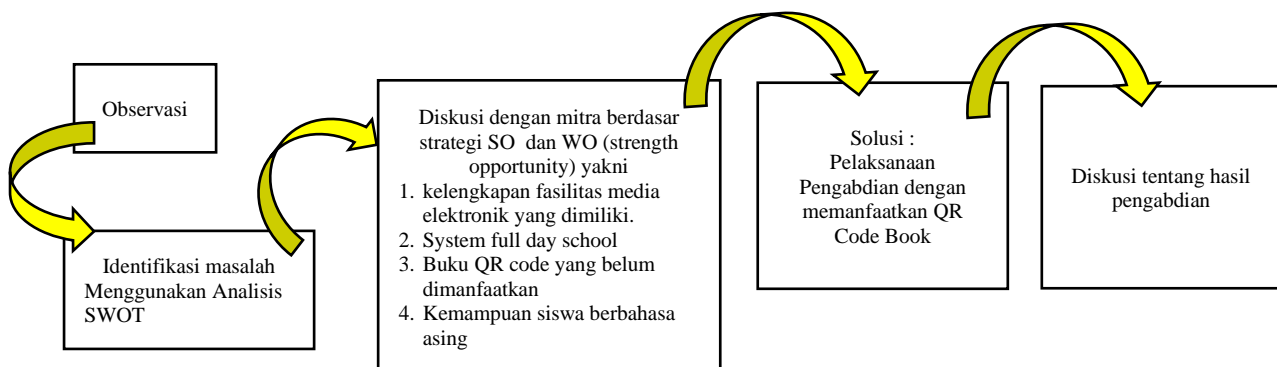 Observasi
Identifikasi masalah
Menggunakan Analisis
SWOT
Diskusi dengan mitra berdasar
strategi SO dan WO (strength
opportunity) yakni
1. kelengkapan fasilitas media
elektronik yang dimiliki.
2. System full day school
3. Buku QR code yang belum
dimanfaatkan
4. Kemampuan siswa berbahasa
asing
Solusi :
Pelaksanaan
Pengabdian dengan
memanfaatkan QR
Code Book
Diskusi tentang hasil
pengabdian